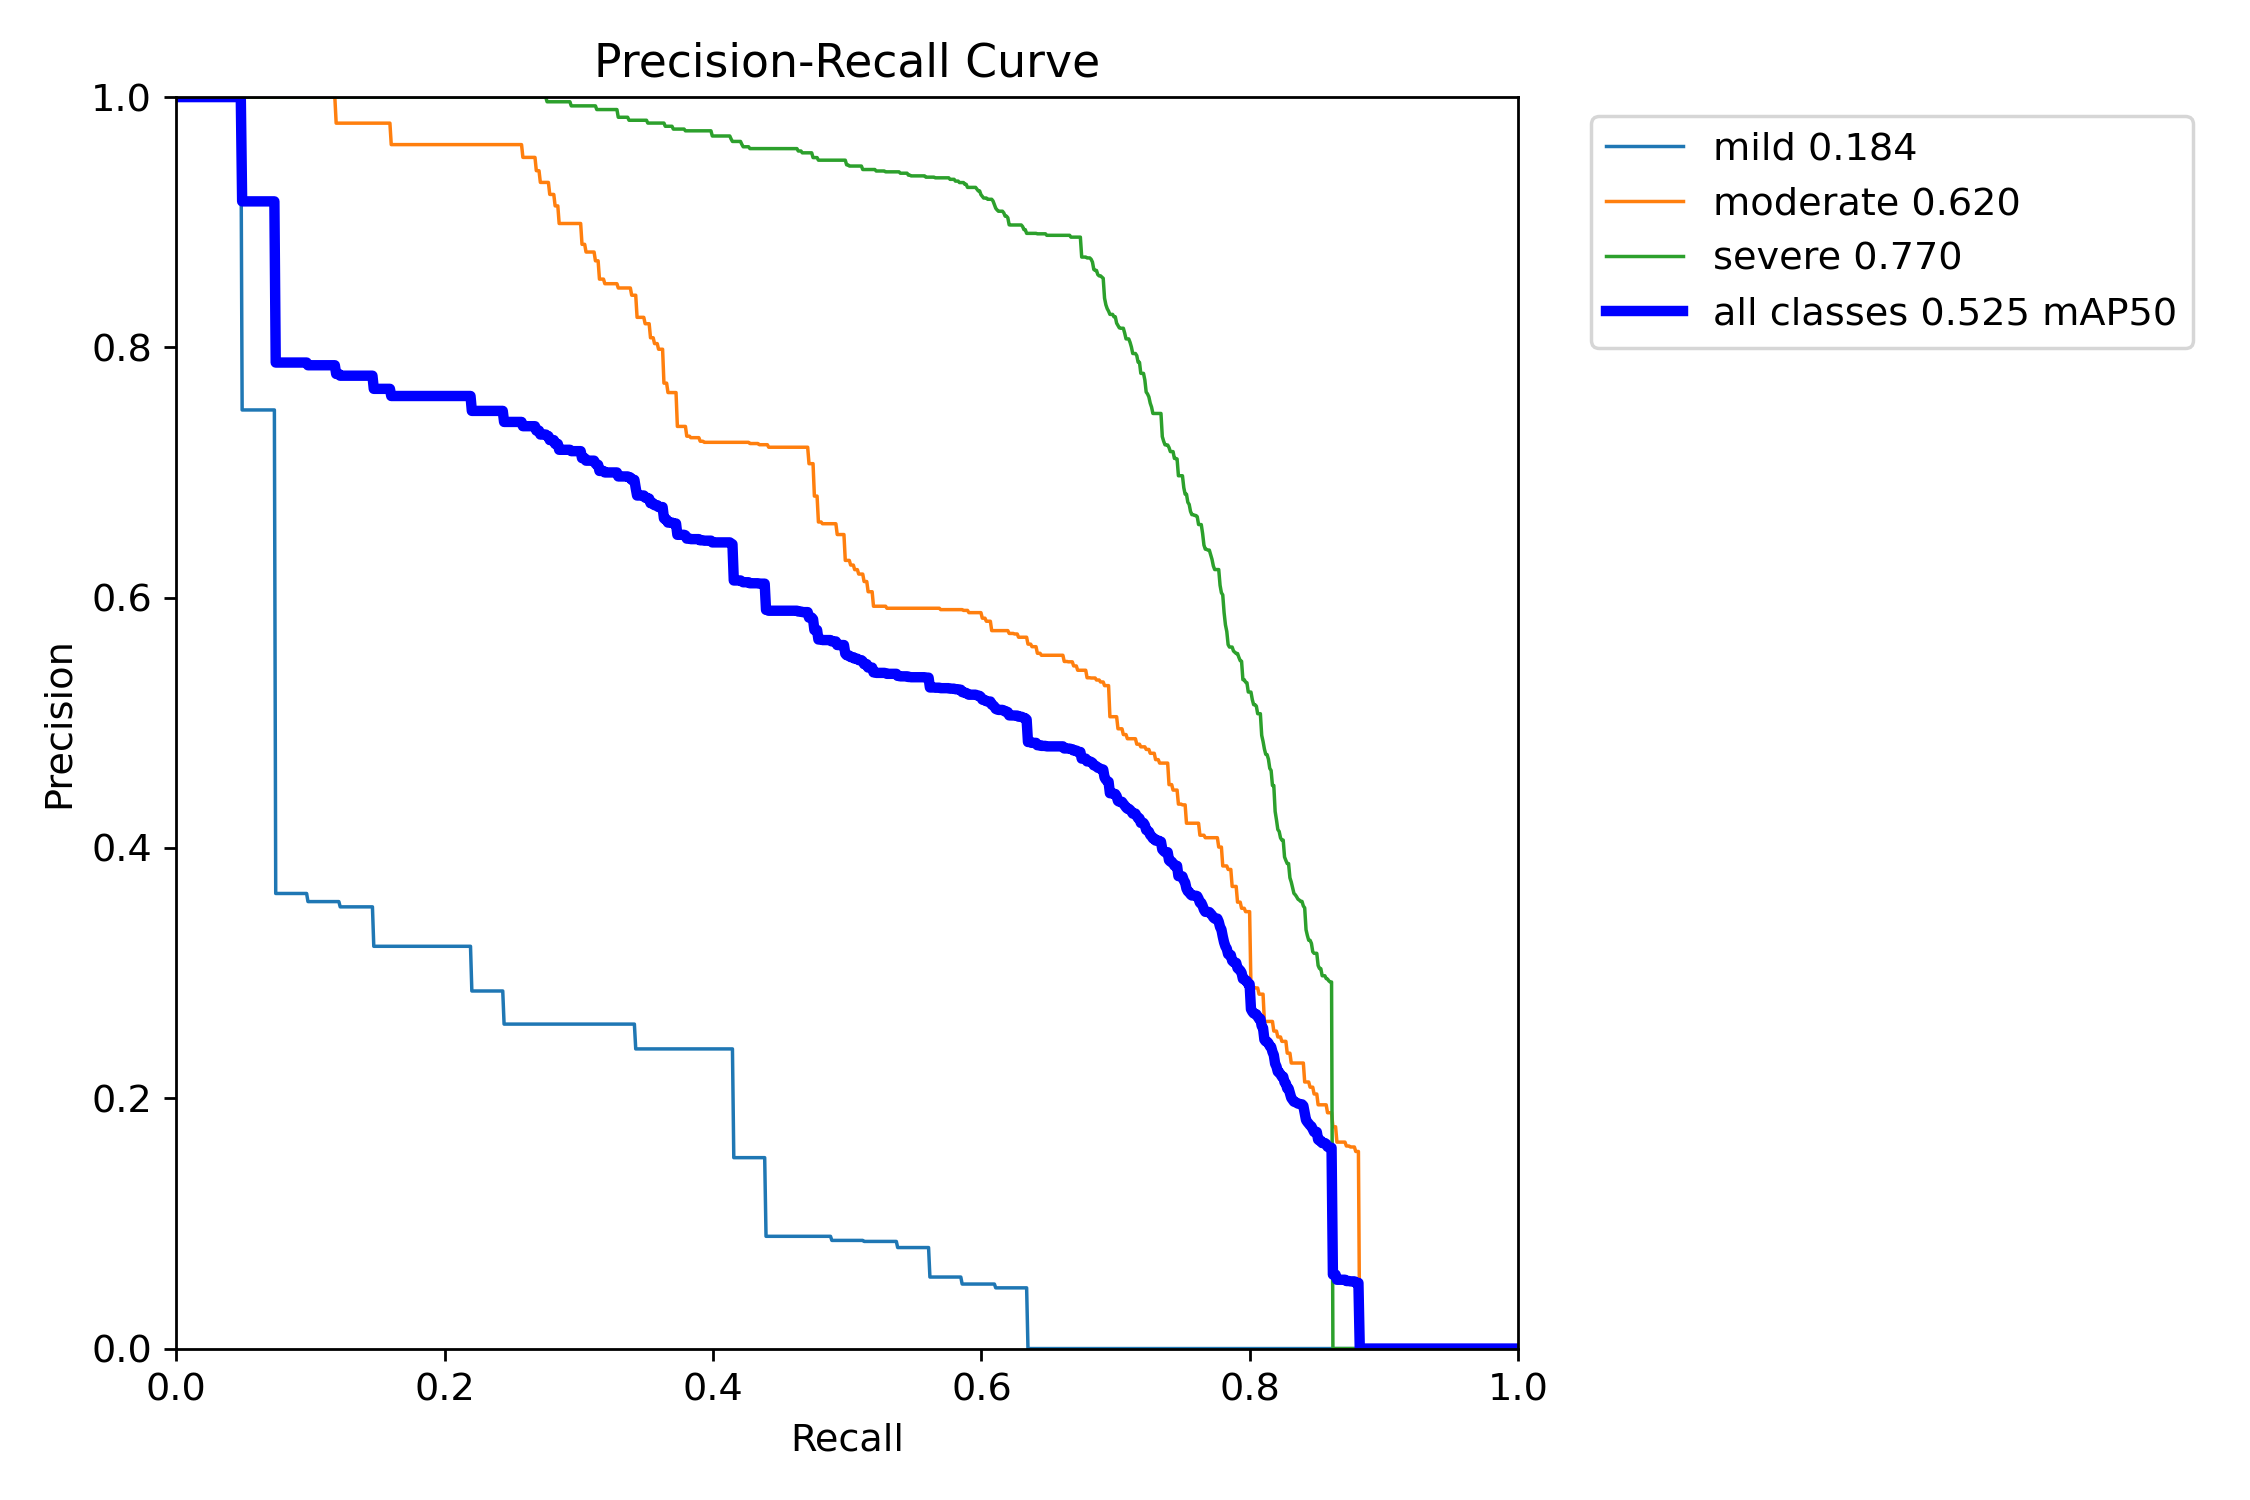 Precision-Recall Curve
1.0
0.8
0.6
0.4
0.2
0.0
Precision
0.0 0.2 0.4 0.6 0.8 1.0
Recall
mild 0.184
moderate 0.620
severe 0.770
all classes 0.525 mAP50